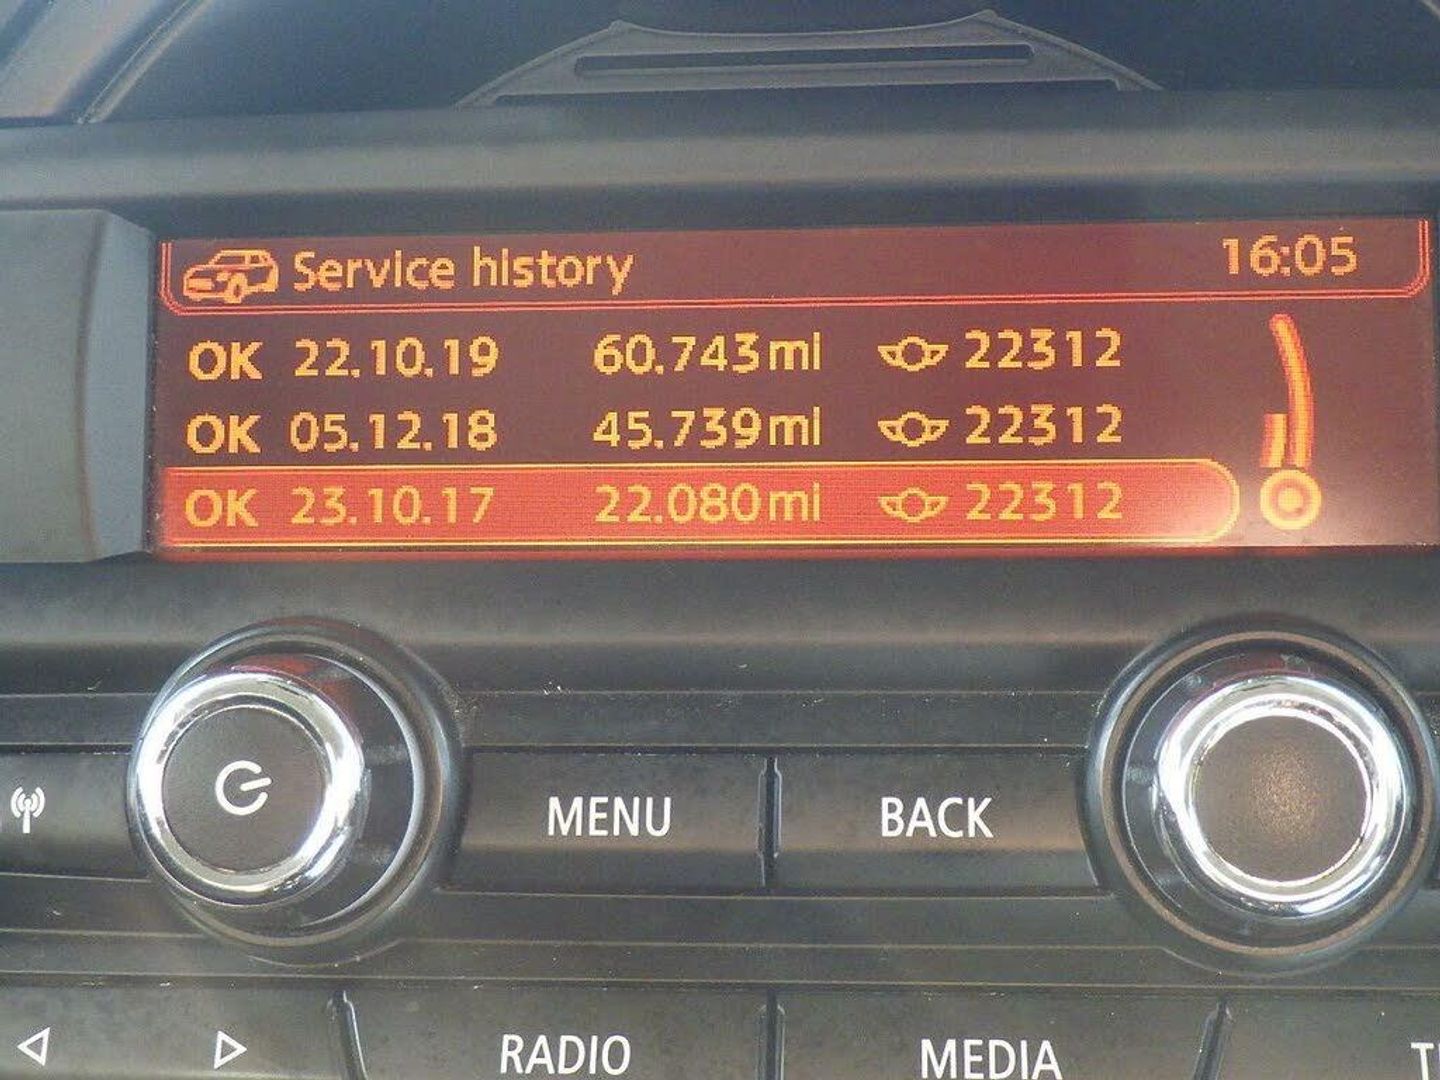 Service history 16:05
OK 22.10.19 60.743ml 22312
OK 05.12.18 45.739ml 22312
OK 23.10.17 22.080ml 22312
MENU BACK
RADIO MEDIA